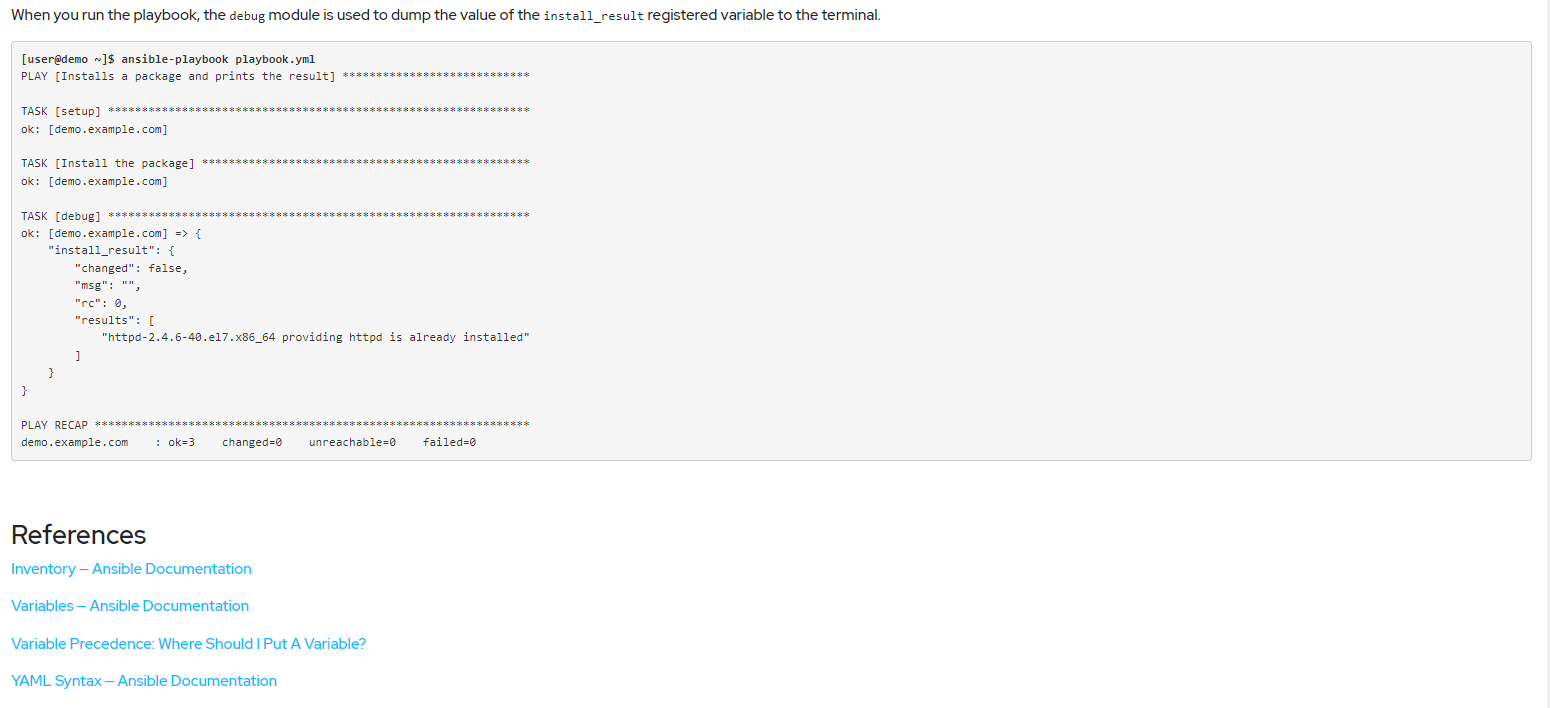 When you run the playbook, the debug module is used to dump the value of the install_result registered variable to the terminal.
[user@demo ~]$ ansible-playbook playbook.yml
PLAY [Installs a package and prints the result] ****************************
TASK [setup] ***************************************************************
ok: [demo.example.com]
TASK [Install the package] *************************************************
ok: [demo.example.com]
TASK [debug] ***************************************************************
ok: [demo.example.com] => {
    "install_result": {
        "changed": false,
        "msg": "",
        "rc": 0,
        "results": [
            "httpd-2.4.6-40.el7.x86_64 providing httpd is already installed"
        ]
    }
}
PLAY RECAP *****************************************************************
demo.example.com    : ok=3    changed=0    unreachable=0    failed=0
References
Inventory — Ansible Documentation
Variables — Ansible Documentation
Variable Precedence: Where Should I Put A Variable?
YAML Syntax — Ansible Documentation